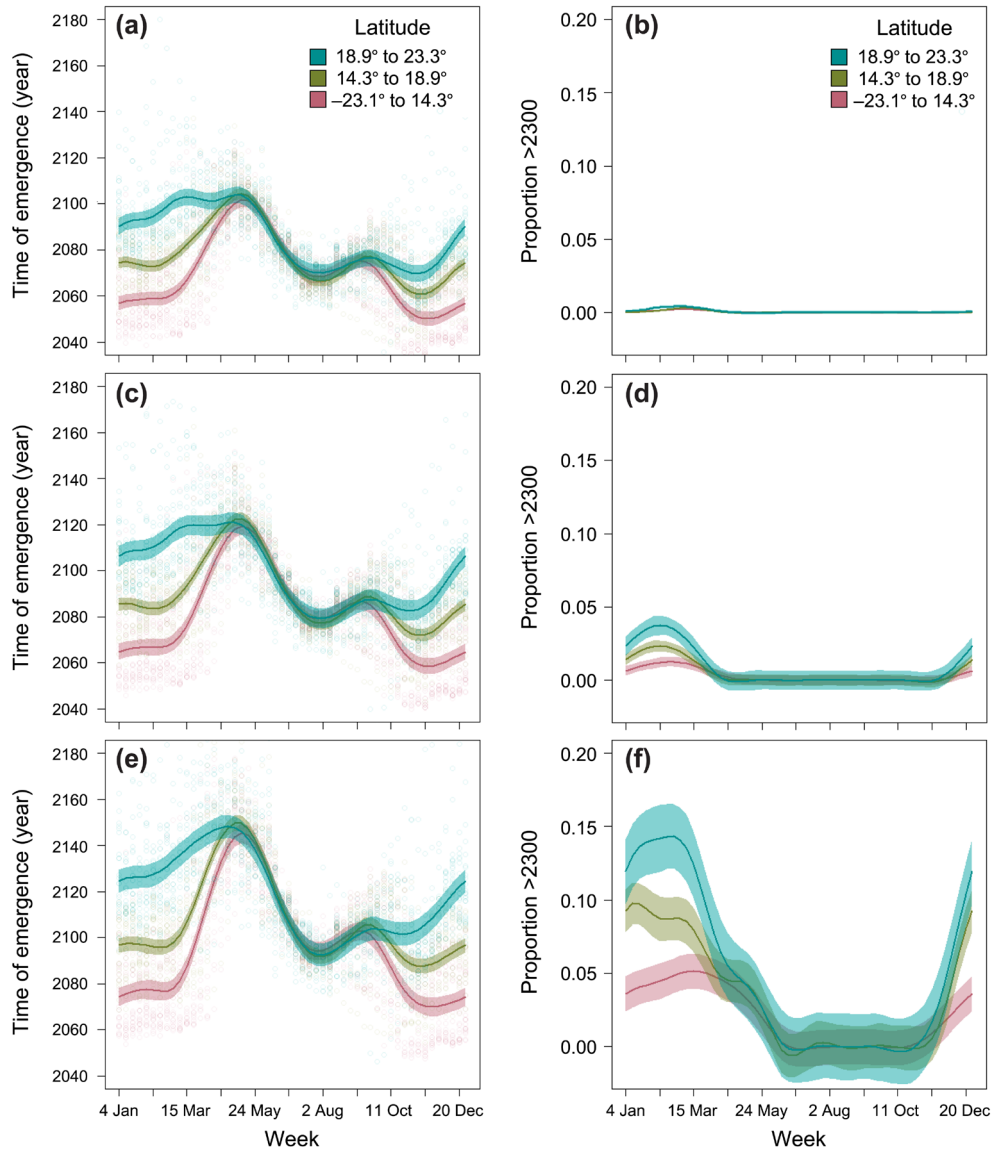 (a)
Latitude
18.9° to 23.3°
14.3° to 18.9°
–23.1° to 14.3°
Time of emergence (year)
2180
2160
2140
2120
2100
2080
2060
2040
(b)
Latitude
18.9° to 23.3°
14.3° to 18.9°
–23.1° to 14.3°
Proportion >2300
0.20
0.15
0.10
0.05
0.00
(c)
Time of emergence (year)
2180
2160
2140
2120
2100
2080
2060
2040
(d)
Proportion >2300
0.20
0.15
0.10
0.05
0.00
(e)
Time of emergence (year)
2180
2160
2140
2120
2100
2080
2060
2040
4 Jan 15 Mar 24 May 2 Aug 11 Oct 20 Dec
Week
(f)
Proportion >2300
0.20
0.15
0.10
0.05
0.00
4 Jan 15 Mar 24 May 2 Aug 11 Oct 20 Dec
Week